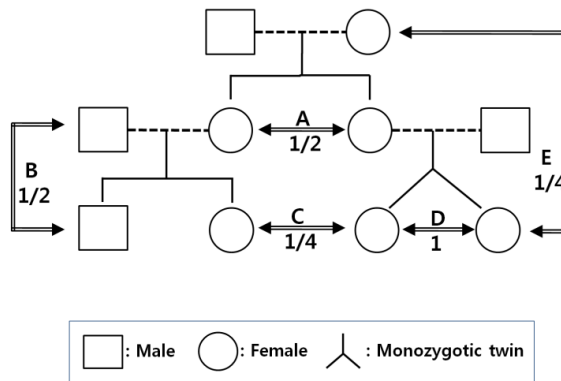 A
1/2
B
1/2
E
1/4
C
1/4
D
1
: Male
: Female
: Monozygotic twin